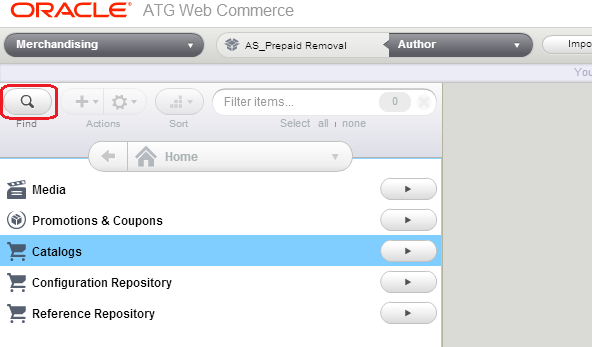 ORACLE® ATG Web Commerce
Merchandising AS_Prepaid Removal Author Impo
You
Filter items... 0
Find Actions Sort Select all none
Home
Media
Promotions & Coupons
Catalogs
Configuration Repository
Reference Repository